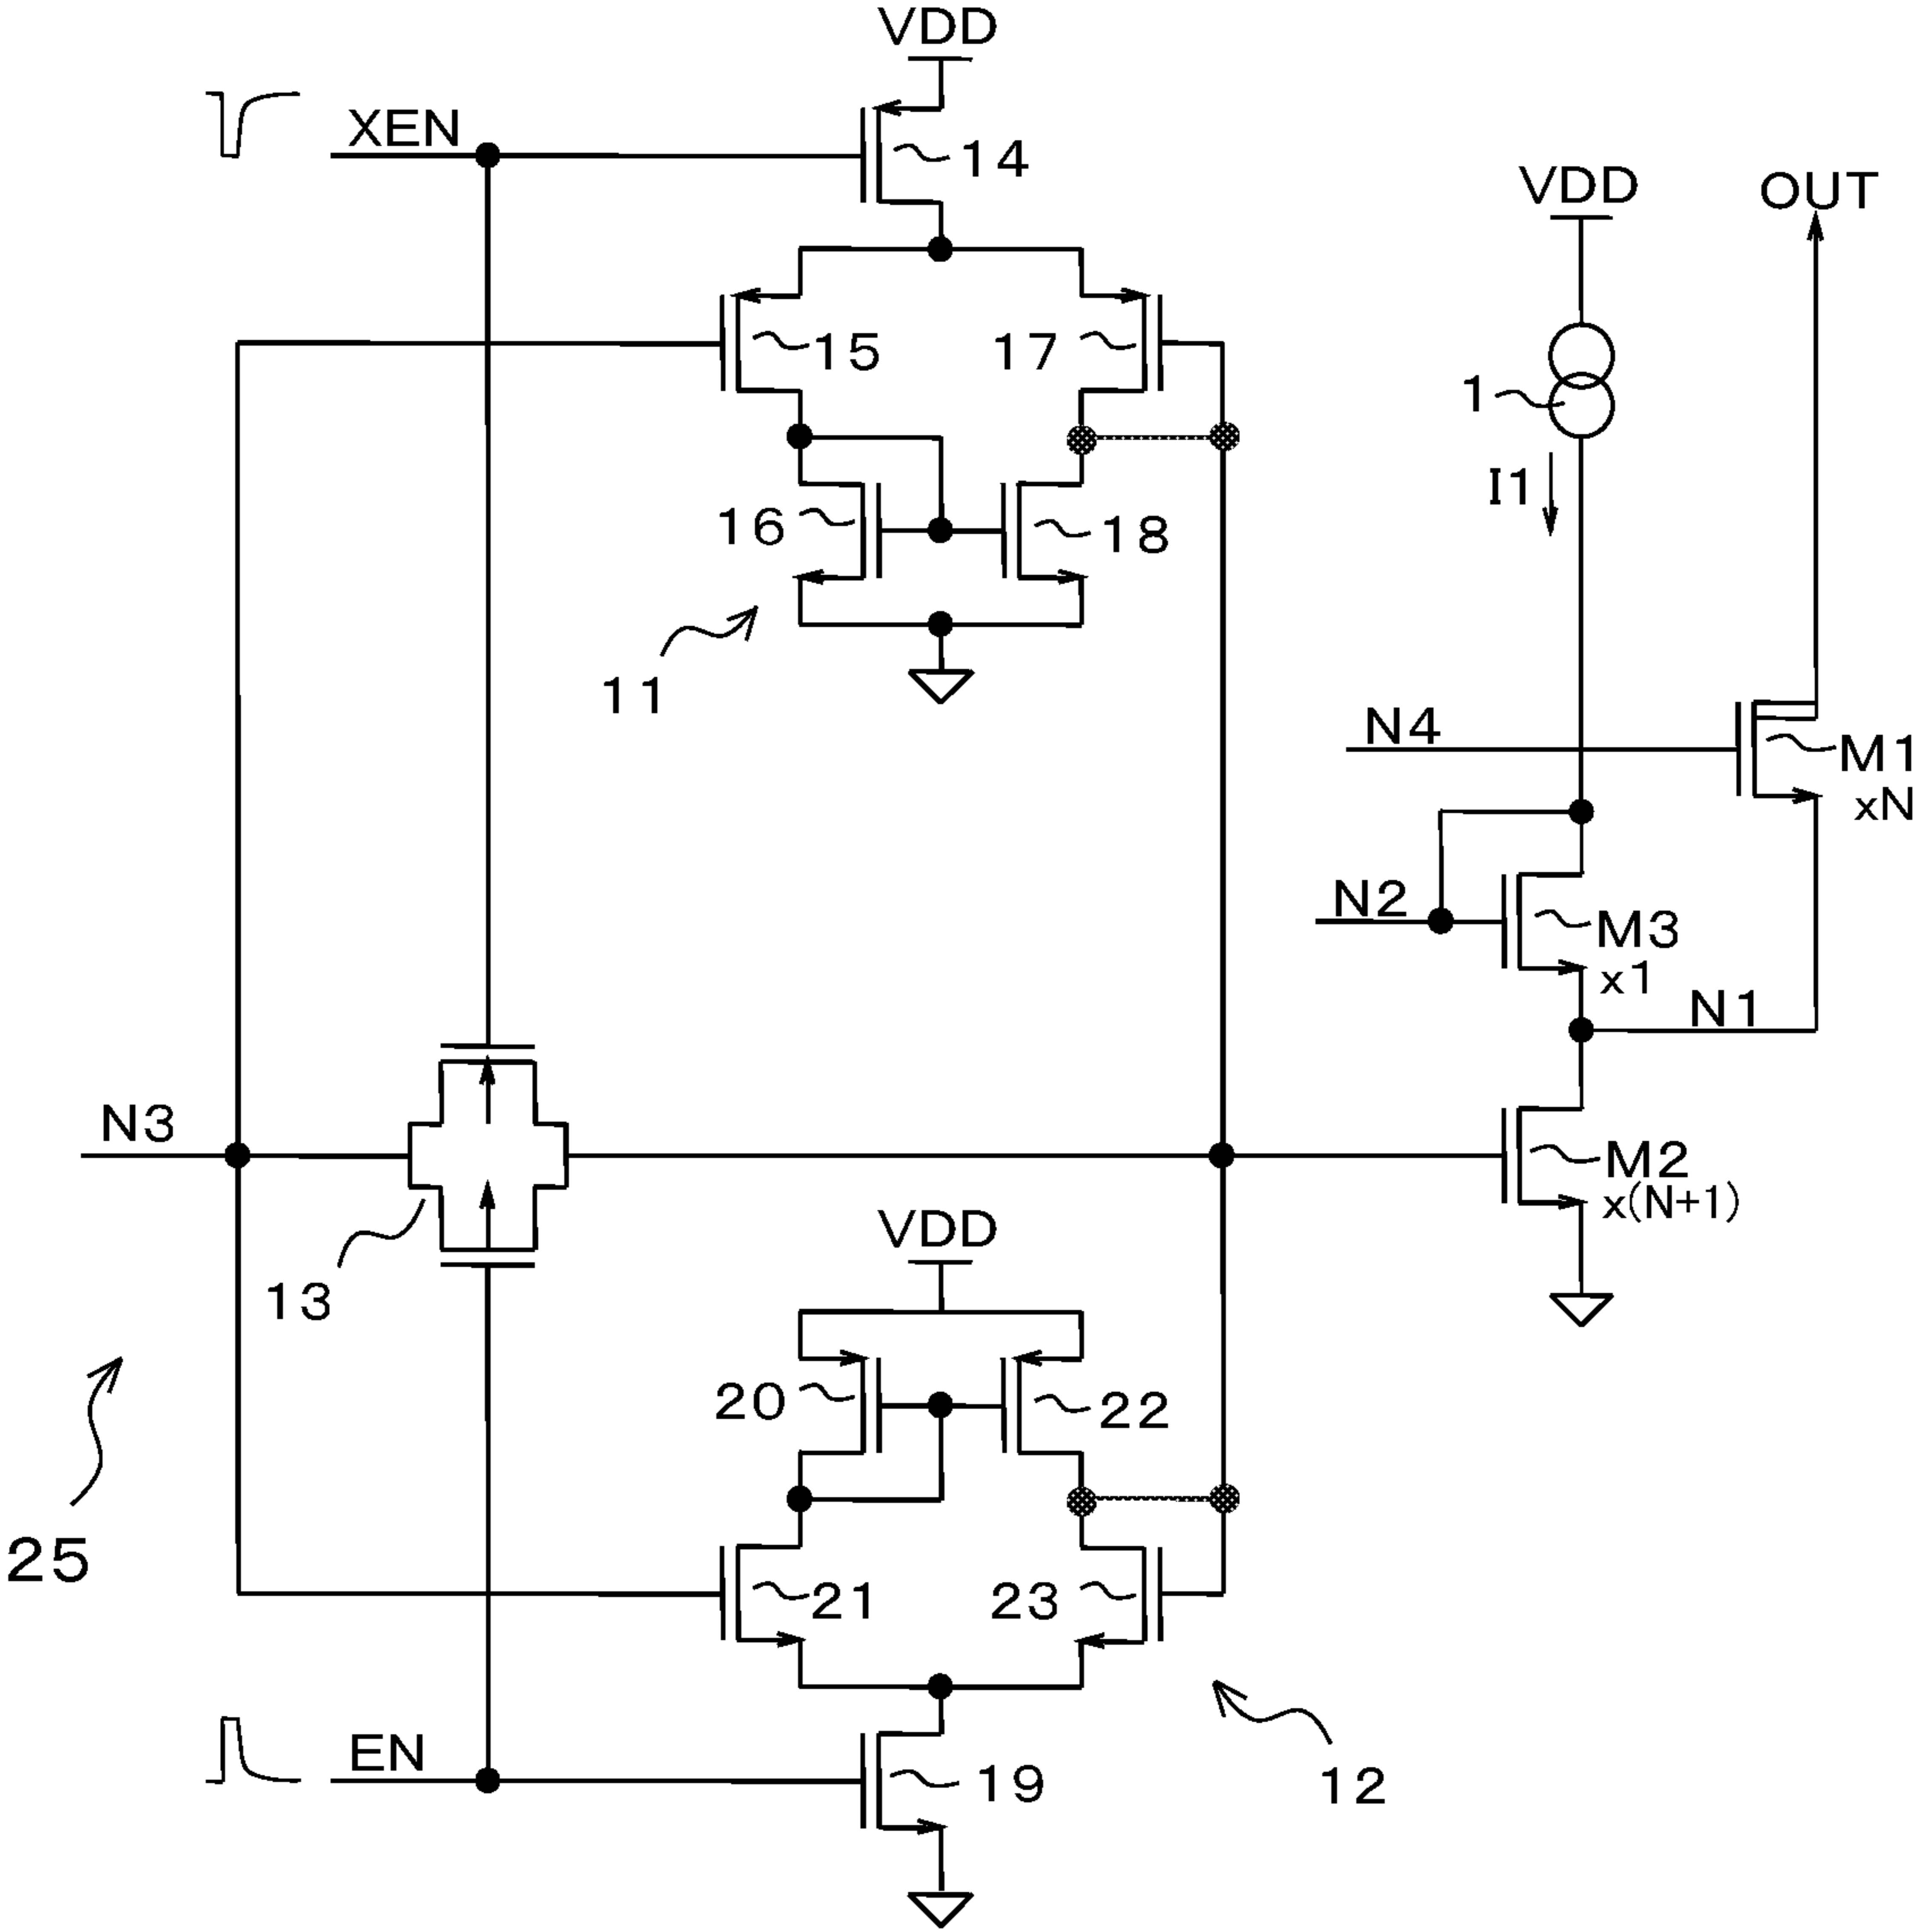 VDD
XEN
14
VDD
OUT
15
17
1
I1
16
18
11
N4
M1
xN
N2
M3
x1
N1
N3
M2
x(N+1)
VDD
13
20
22
25
21
23
EN
19
12